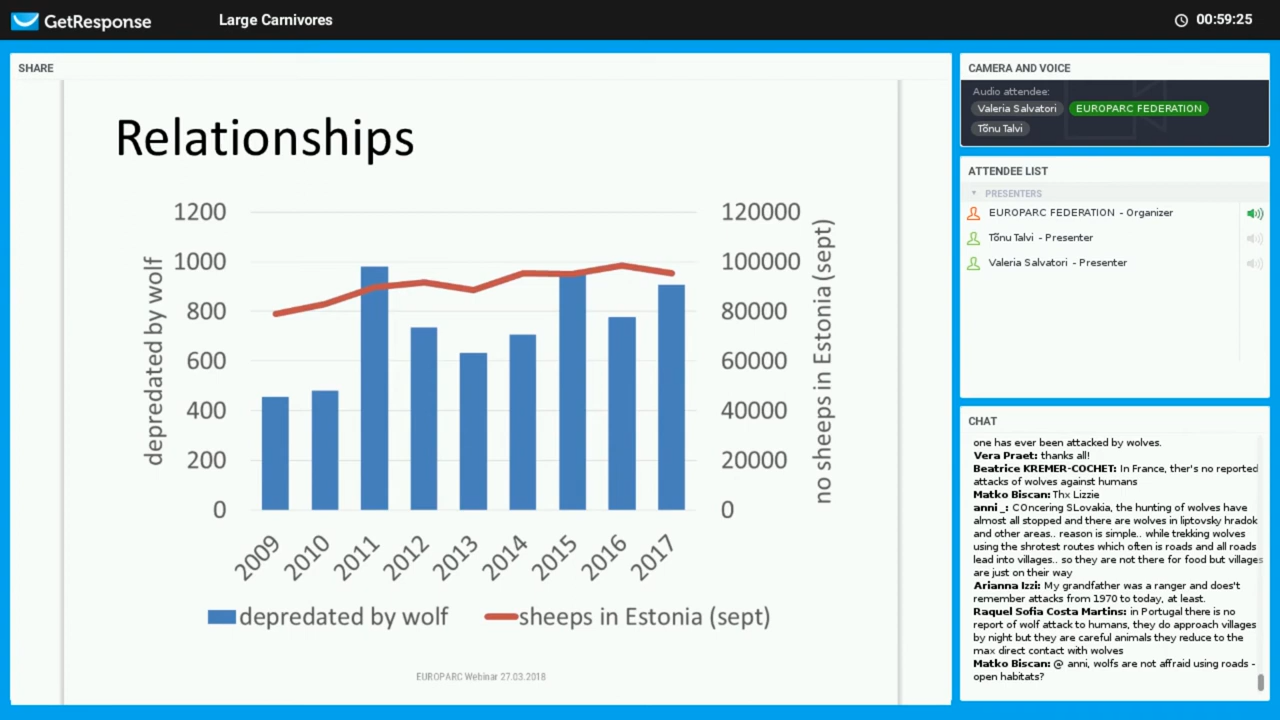 GetResponse
Large Carnivores
00:59:25
SHARE
Relationships
1200
1000
800
600
400
200
0
depredated by wolf
120000
100000
80000
60000
40000
20000
0
no sheeps in Estonia (sept)
2009
2010
2011
2012
2013
2014
2015
2016
2017
depredated by wolf
sheeps in Estonia (sept)
EUROPARC Webinar 27.03.2018
CAMERA AND VOICE
Audio attendee:
Valeria Salvatori EUROPARC FEDERATION
Tõnu Talvi
ATTENDEE LIST
PRESENTERS
EUROPARC FEDERATION - Organizer
Tõnu Talvi - Presenter
Valeria Salvatori - Presenter
CHAT
one has ever been attacked by wolves.
Vera Praet: thanks all!
Beatrice KREMER-COCHET: In France, ther's no reported
attacks of wolves against humans
Matko Biscan: Thx Lizzie
anni _: COncering SLovakia, the hunting of wolves have
almost all stopped and there are wolves in liptovsky hradok
and other areas.. reason is simple.. while trekking wolves
using the shrotest routes which often is roads and all roads
lead into villages.. so they are not there for food but villages
are just on their way
Arianna Izzi: My grandfather was a ranger and does't
remember attacks from 1970 to today, at least.
Raquel Sofia Costa Martins: in Portugal there is no
report of wolf attack to humans, they do approach villages
by night but they are careful animals they reduce to the
max direct contact with wolves
Matko Biscan: @ anni, wolfs are not affraid using roads -
open habitats?